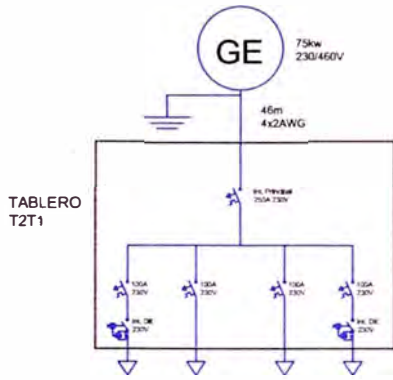 GE
75kw
230/460V
46m
4x2AWG
TABLERO
T2T1
Int. Principal
250A 230V
100A
230V
100A
230V
100A
230V
100A
230V
Int. Dif.
230V
Int. Dif.
230V